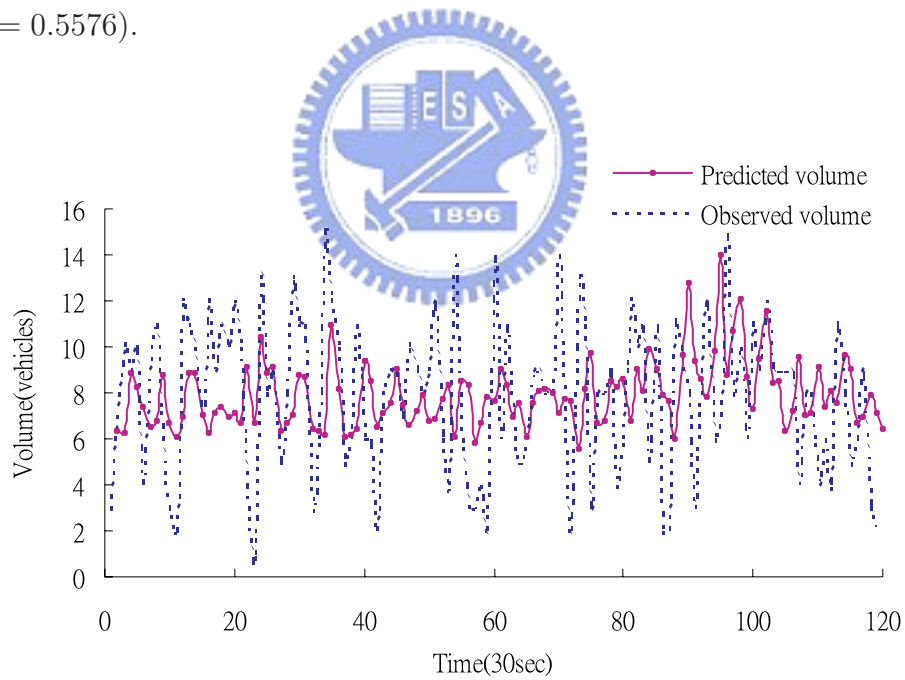 = 0.5576).
E S A
1896
Predicted volume
Observed volume
Volume(vehicles)
16
14
12
10
8
6
4
2
0
0 20 40 60 80 100 120
Time(30sec)